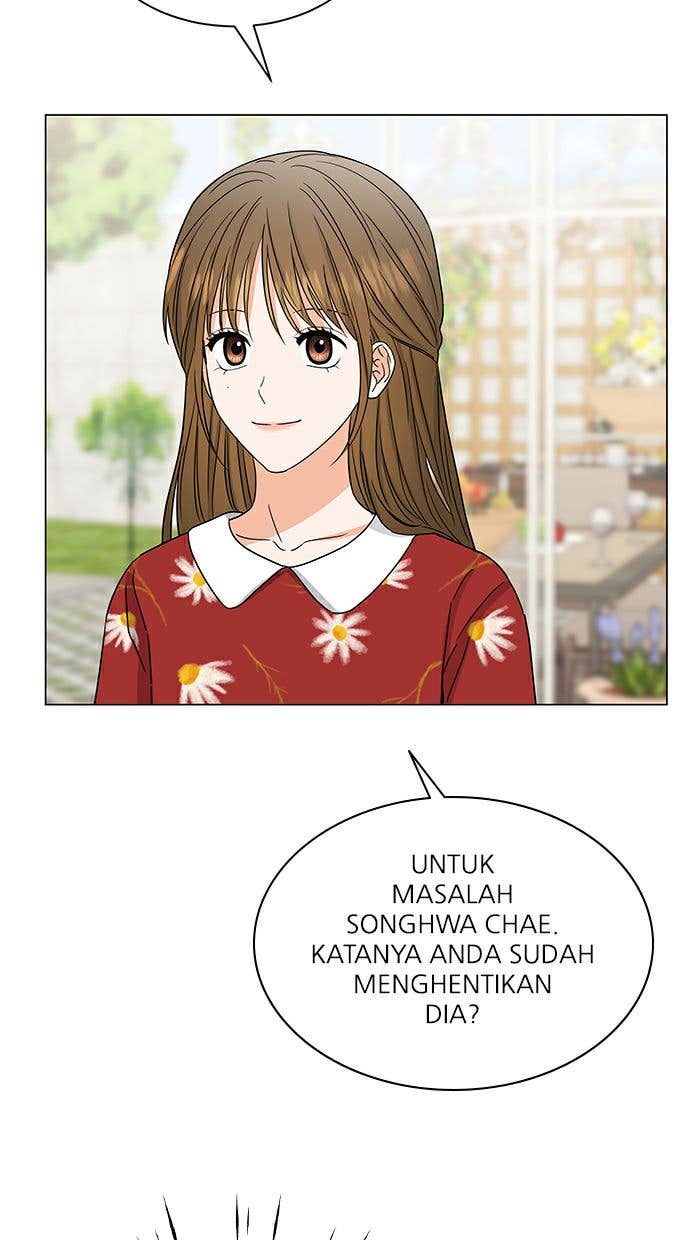 UNTUK
MASALAH
SONGHWA CHAE.
KATANYA ANDA SUDAH
MENGHENTIKAN
DIA?